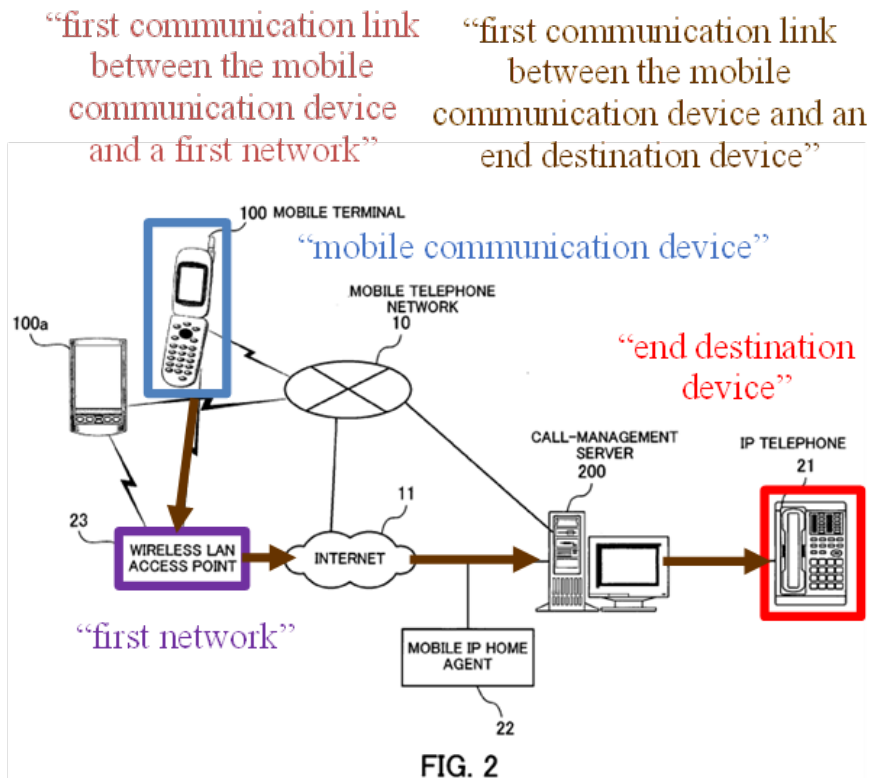 “first communication link
between the mobile
communication device
and a first network”
“first communication link
between the mobile
communication device and an
end destination device”
100 MOBILE TERMINAL
“mobile communication device”
MOBILE TELEPHONE
NETWORK
10
100a
“end destination
device”
CALL-MANAGEMENT
SERVER
200
IP TELEPHONE
21
23
WIRELESS LAN
ACCESS POINT
11
INTERNET
“first network”
MOBILE IP HOME
AGENT
22
FIG. 2